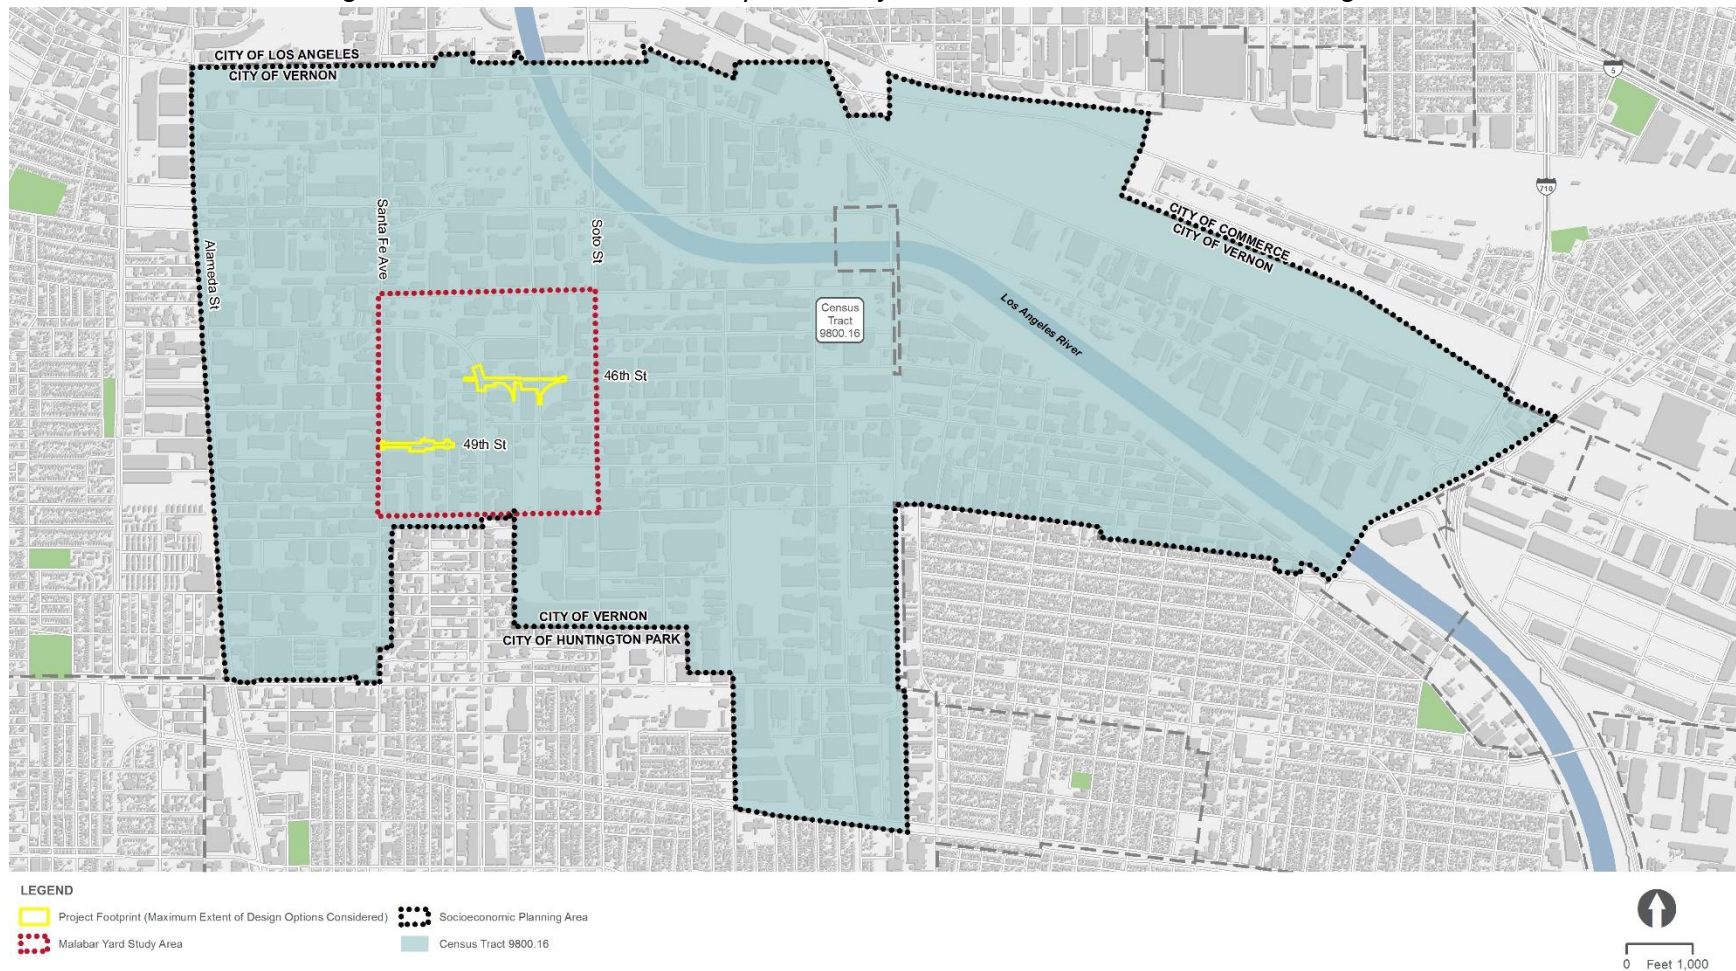 CITY OF LOS ANGELES
CITY OF VERNON
5
710
Santa Fe Ave
Soto St
Alameda St
CITY OF COMMERCE
CITY OF VERNON
Census
Tract
9800.16
Los Angeles River
46th St
49th St
CITY OF VERNON
CITY OF HUNTINGTON PARK
LEGEND
Project Footprint (Maximum Extent of Design Options Considered)
Socioeconomic Planning Area
Malabar Yard Study Area
Census Tract 9800.16
0 Feet 1,000